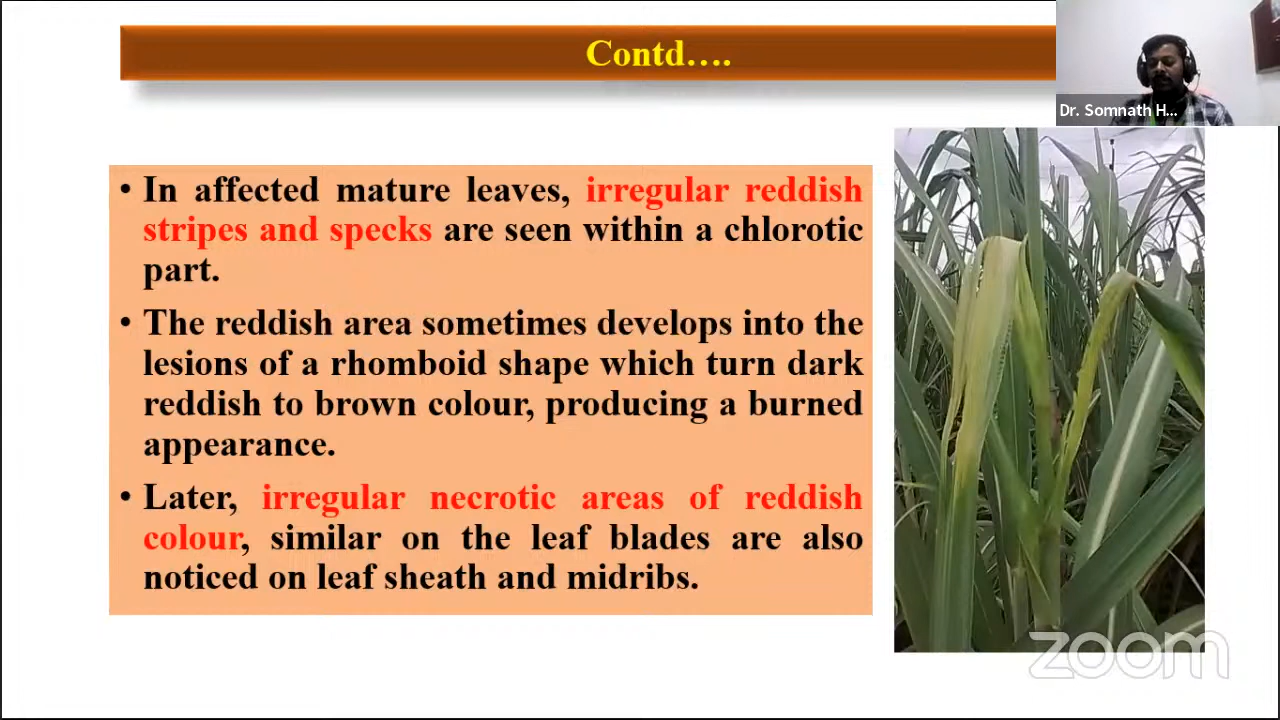 Contd....
Dr. Somnath H...
• In affected mature leaves, irregular reddish
stripes and specks are seen within a chlorotic
part.
• The reddish area sometimes develops into the
lesions of a rhomboid shape which turn dark
reddish to brown colour, producing a burned
appearance.
• Later, irregular necrotic areas of reddish
colour, similar on the leaf blades are also
noticed on leaf sheath and midribs.
zoom